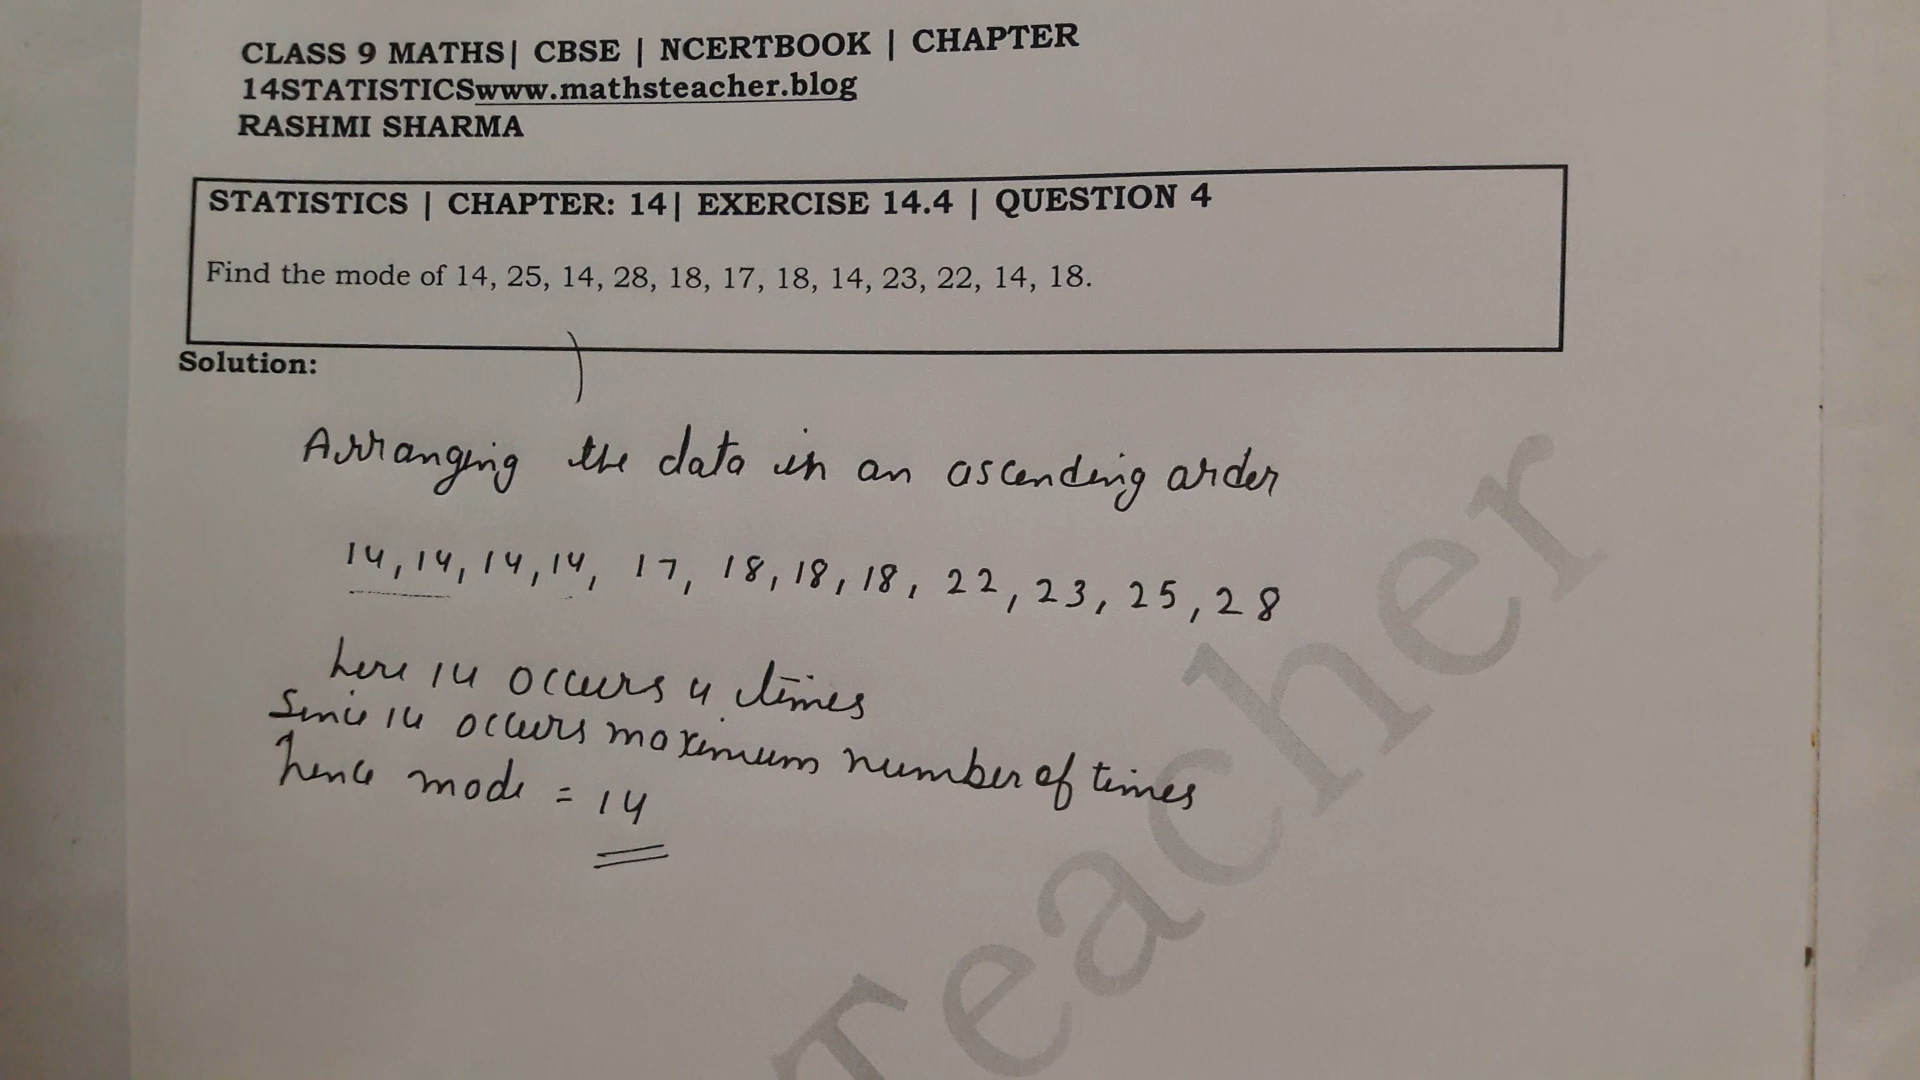 CLASS 9 MATHS| CBSE | NCERTBOOK | CHAPTER
14STATISTICSwww.mathsteacher.blog
RASHMI SHARMA
STATISTICS | CHAPTER: 14| EXERCISE 14.4 | QUESTION 4
Find the mode of 14, 25, 14, 28, 18, 17, 18, 14, 23, 22, 14, 18.
Solution:
Arranging the data in an ascending order
14, 14, 14, 14, 17, 18, 18, 18, 22, 23, 25, 28
here 14 occurs 4 times
Since 14 occurs maximum number of times
hence mode = 14
Teacher